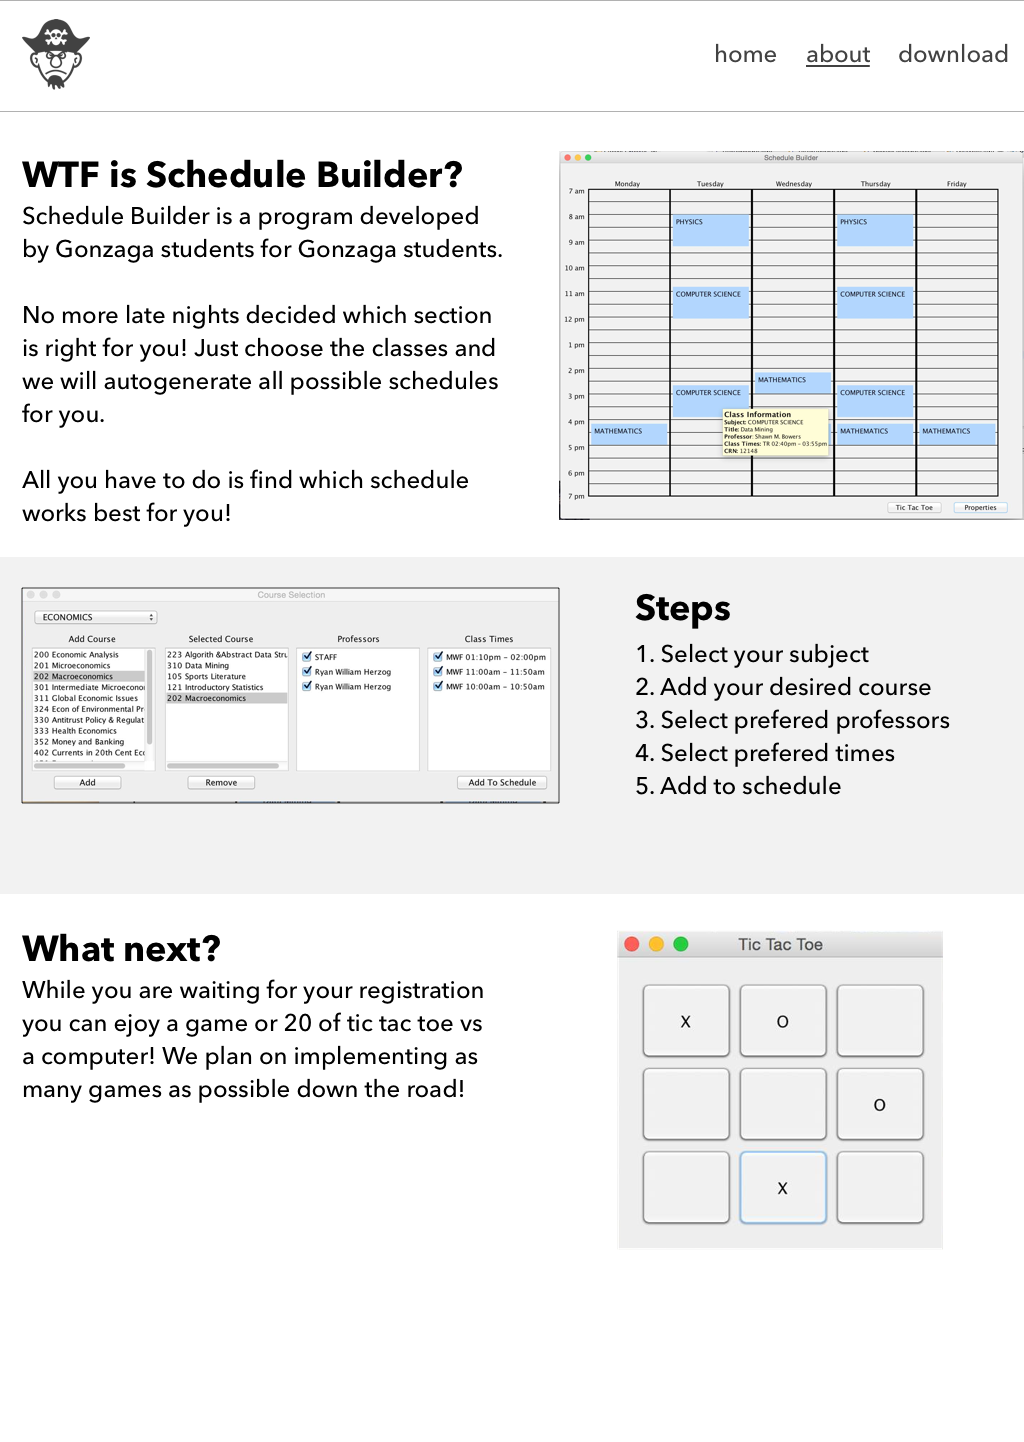 home about download
WTF is Schedule Builder?
Schedule Builder is a program developed
by Gonzaga students for Gonzaga students.
No more late nights decided which section
is right for you! Just choose the classes and
we will autogenerate all possible schedules
for you.
All you have to do is find which schedule
works best for you!
Schedule Builder
Monday Tuesday Wednesday Thursday Friday
7 am
8 am
PHYSICS PHYSICS
9 am
10 am
11 am
COMPUTER SCIENCE COMPUTER SCIENCE
12 pm
1 pm
2 pm
MATHEMATICS
3 pm
COMPUTER SCIENCE COMPUTER SCIENCE
4 pm
MATHEMATICS MATHEMATICS MATHEMATICS
5 pm
6 pm
7 pm
Class Information
Subject: COMPUTER SCIENCE
Title: Data Mining
Professor: Shawn M. Bowers
Class Times: TR 02:40pm - 03:55pm
CRN: 12148
Tic Tac Toe Properties
Course Selection
ECONOMICS
Add Course
200 Economic Analysis
201 Microeconomics
202 Macroeconomics
301 Intermediate Microecono
311 Global Economic Issues
324 Econ of Environmental Pr
330 Antitrust Policy & Regulat
333 Health Economics
352 Money and Banking
402 Currents in 20th Cent Ec
Add
Selected Course
223 Algorith &Abstract Data Stru
310 Data Mining
105 Sports Literature
121 Introductory Statistics
202 Macroeconomics
Remove
Professors
STAFF
Ryan William Herzog
Ryan William Herzog
Class Times
MWF 01:10pm - 02:00pm
MWF 11:00am - 11:50am
MWF 10:00am - 10:50am
Add To Schedule
Steps
1. Select your subject
2. Add your desired course
3. Select prefered professors
4. Select prefered times
5. Add to schedule
What next?
While you are waiting for your registration
you can ejoy a game or 20 of tic tac toe vs
a computer! We plan on implementing as
many games as possible down the road!
Tic Tac Toe
X O
O
X